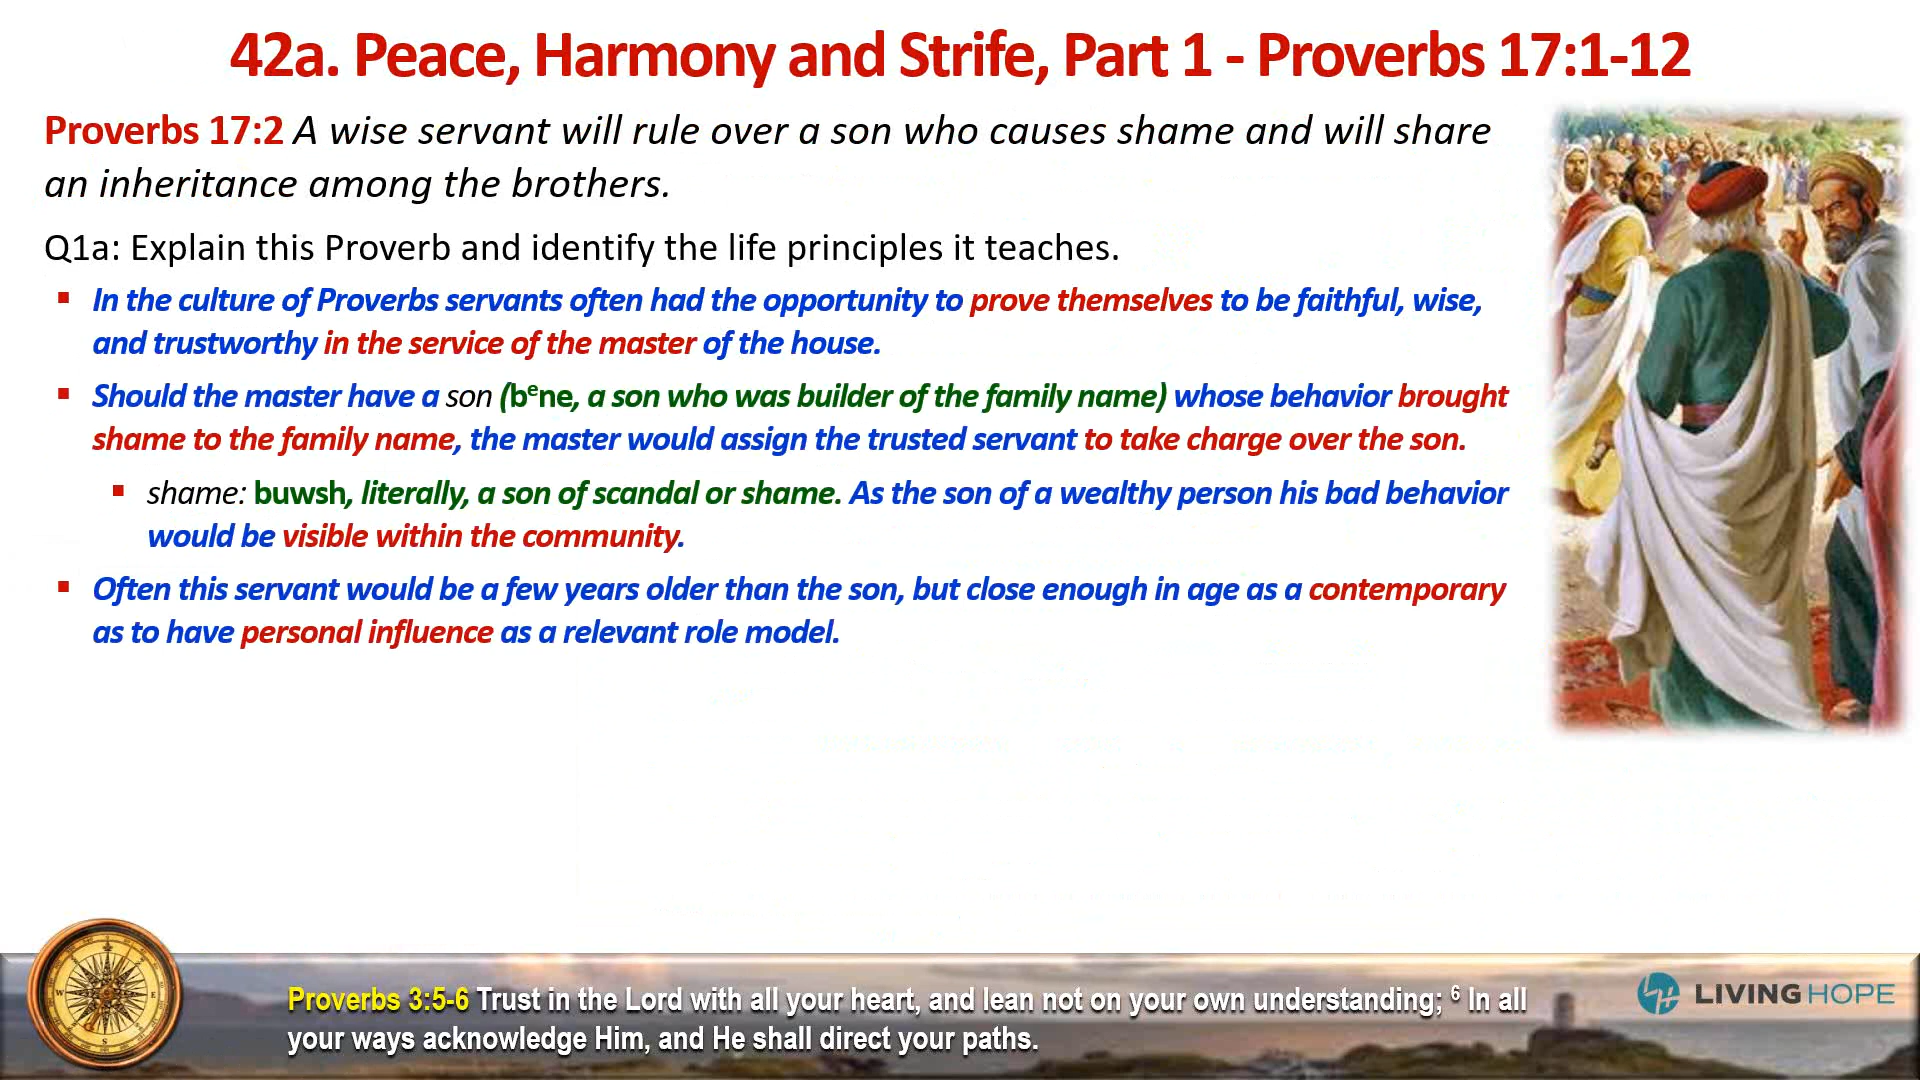 42a. Peace, Harmony and Strife, Part 1 - Proverbs 17:1-12
Proverbs 17:2 A wise servant will rule over a son who causes shame and will share
an inheritance among the brothers.
Q1a: Explain this Proverb and identify the life principles it teaches.
▪ In the culture of Proverbs servants often had the opportunity to prove themselves to be faithful, wise,
and trustworthy in the service of the master of the house.
▪ Should the master have a son (bᵉne, a son who was builder of the family name) whose behavior brought
shame to the family name, the master would assign the trusted servant to take charge over the son.
▪ shame: buwsh, literally, a son of scandal or shame. As the son of a wealthy person his bad behavior
would be visible within the community.
▪ Often this servant would be a few years older than the son, but close enough in age as a contemporary
as to have personal influence as a relevant role model.
Proverbs 3:5-6 Trust in the Lord with all your heart, and lean not on your own understanding; ⁶ In all
your ways acknowledge Him, and He shall direct your paths.
LH LIVING HOPE